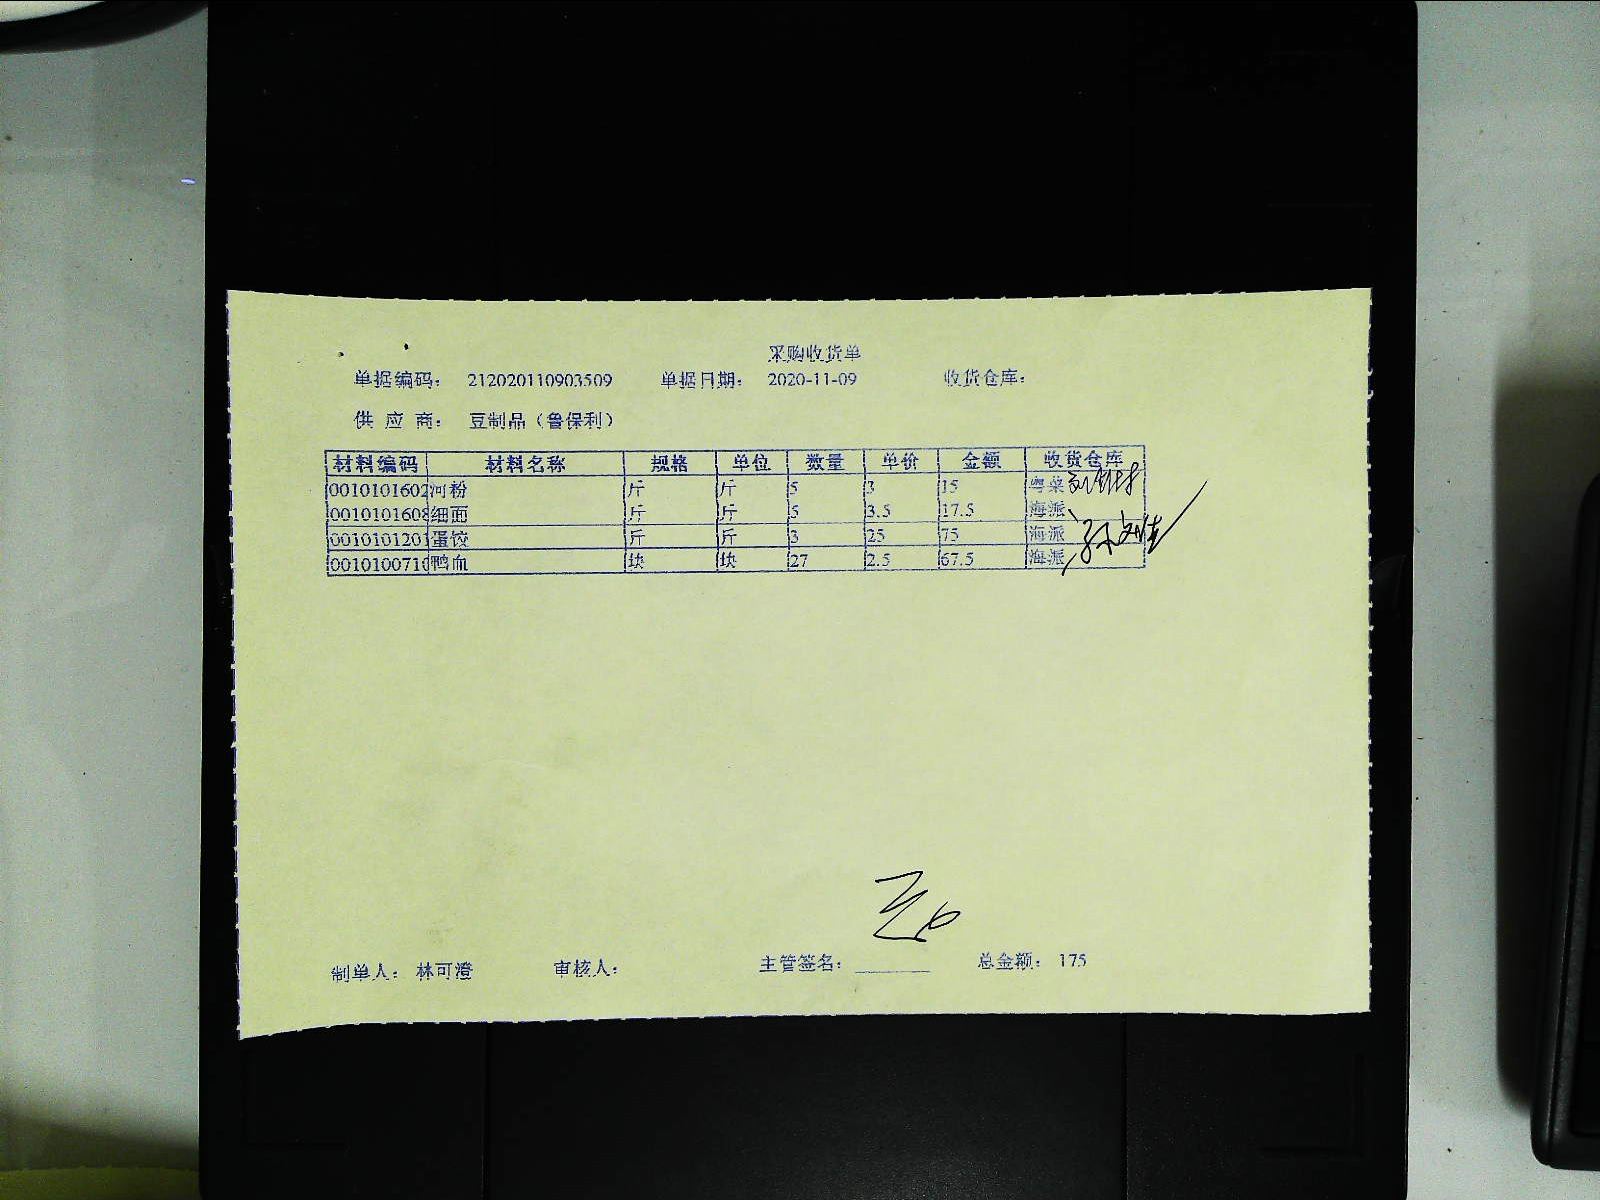 采购收货单
单据编码： 212020110903509 单据日期： 2020-11-09 收货仓库：
供 应 商： 豆制品（鲁保利）
材料编码 材料名称 规格 单位 数量 单价 金额 收货仓库
0010101602 河粉 斤 斤 5 3 15 粤菜
0010101608 细面 斤 斤 5 3.5 17.5 海派
0010101201 蛋饺 斤 斤 3 25 75 海派
0010100710 鸭血 块 块 27 2.5 67.5 海派
制单人： 林可澄 审核人： 主管签名： 总金额： 175